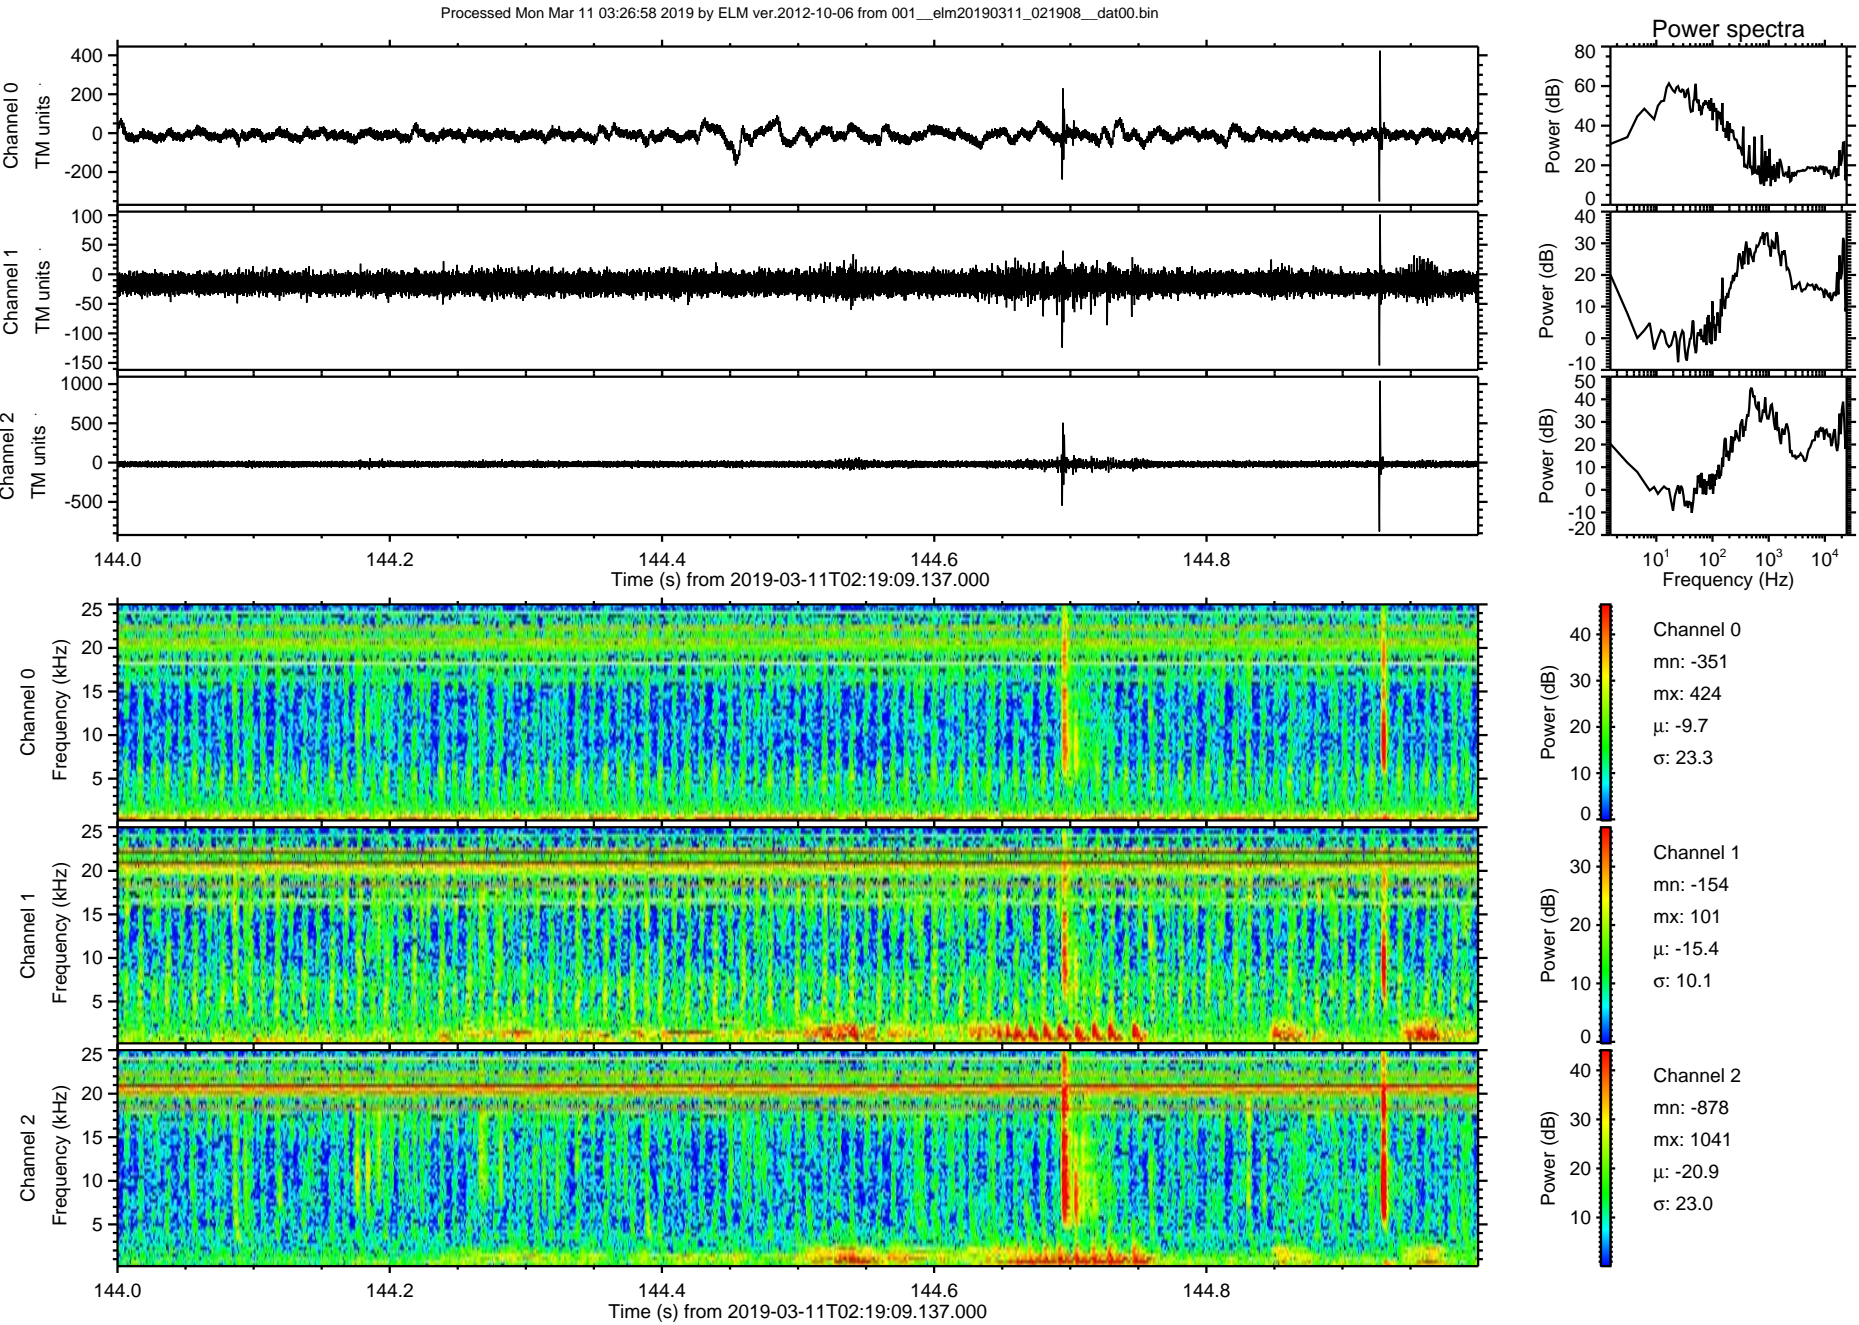 Processed Mon Mar 11 03:26:58 2019 by ELM ver.2012-10-06 from 001__elm20190311_021908__dat00.bin
Power spectra
Channel 0
TM units
400
200
0
-200
Power (dB)
80
60
40
20
0
Channel 1
TM units
100
50
0
-50
-100
-150
Power (dB)
40
30
20
10
0
-10
Channel 2
TM units
1000
500
0
-500
Power (dB)
50
40
30
20
10
0
-10
-20
144.0 144.2 144.4 144.6 144.8
Time (s) from 2019-03-11T02:19:09.137.000
10^1 10^2 10^3 10^4
Frequency (Hz)
Channel 0
Frequency (kHz)
25
20
15
10
5
Power (dB)
40
30
20
10
0
Channel 0
mn: -351
mx: 424
μ: -9.7
σ: 23.3
Channel 1
Frequency (kHz)
25
20
15
10
5
Power (dB)
30
20
10
0
Channel 1
mn: -154
mx: 101
μ: -15.4
σ: 10.1
Channel 2
Frequency (kHz)
25
20
15
10
5
Power (dB)
40
30
20
10
Channel 2
mn: -878
mx: 1041
μ: -20.9
σ: 23.0
144.0 144.2 144.4 144.6 144.8
Time (s) from 2019-03-11T02:19:09.137.000